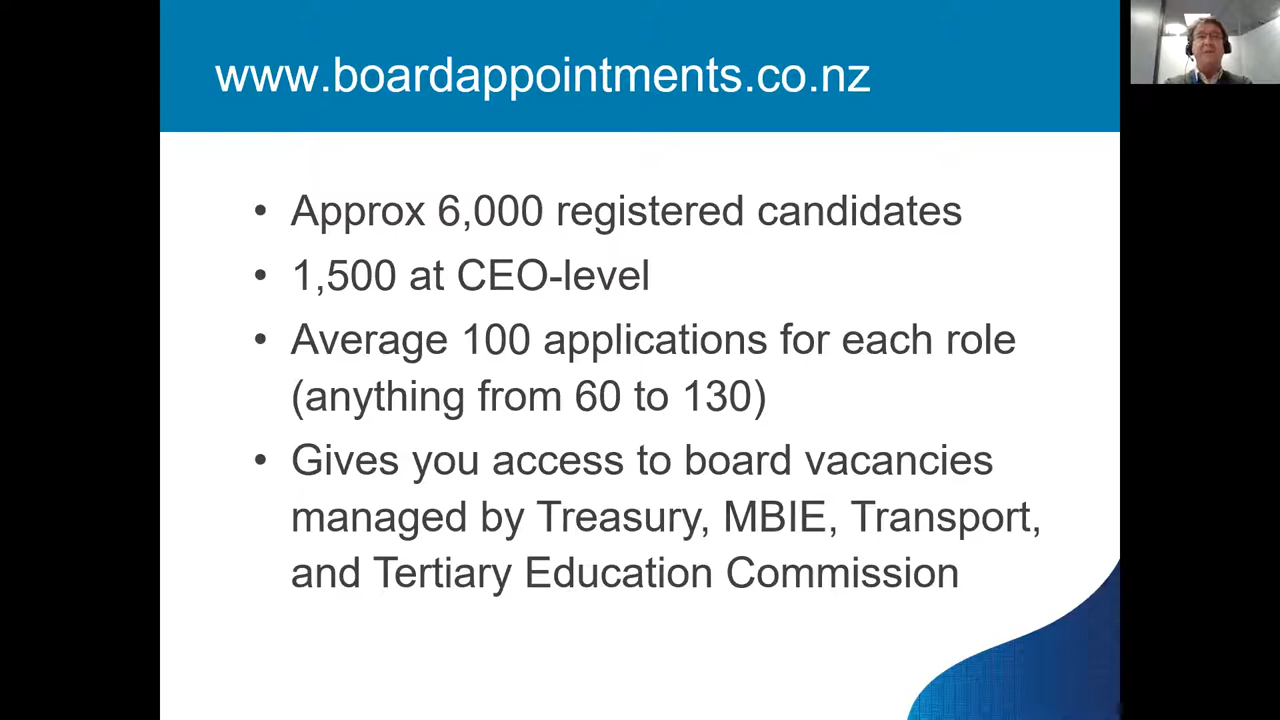 www.boardappointments.co.nz
• Approx 6,000 registered candidates
• 1,500 at CEO-level
• Average 100 applications for each role
(anything from 60 to 130)
• Gives you access to board vacancies
managed by Treasury, MBIE, Transport,
and Tertiary Education Commission